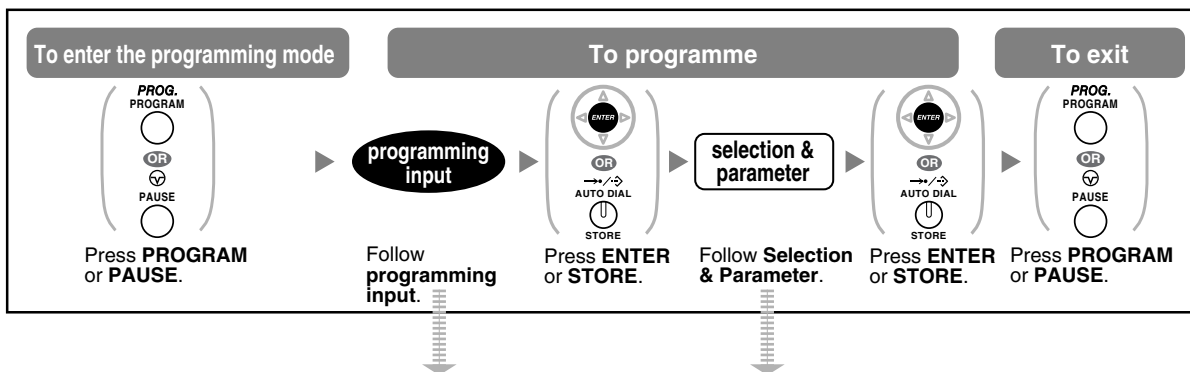 To enter the programming mode
To programme
To exit
PROG.
PROGRAM
OR
PAUSE
Press PROGRAM
or PAUSE.
programming
input
Follow
programming
input.
ENTER
OR
AUTO DIAL
STORE
Press ENTER
or STORE.
selection &
parameter
Follow Selection
& Parameter.
ENTER
OR
AUTO DIAL
STORE
Press ENTER
or STORE.
PROG.
PROGRAM
OR
PAUSE
Press PROGRAM
or PAUSE.